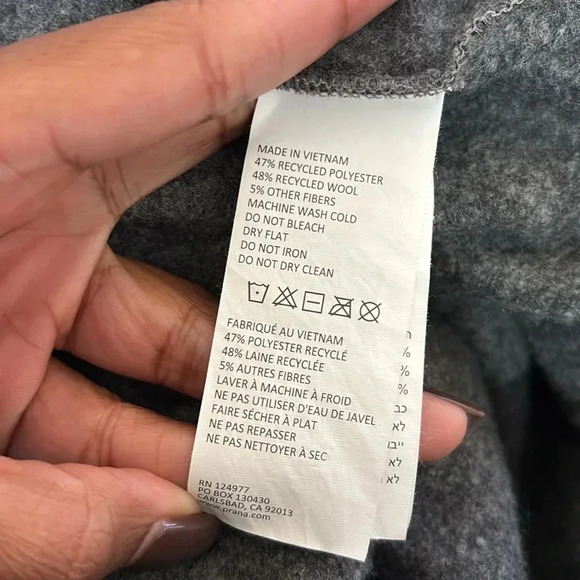 MADE IN VIETNAM
47% RECYCLED POLYESTER
48% RECYCLED WOOL
5% OTHER FIBERS
MACHINE WASH COLD
DO NOT BLEACH
DRY FLAT
DO NOT IRON
DO NOT DRY CLEAN
FABRIQUÉ AU VIETNAM
47% POLYESTER RECYCLÉ
48% LAINE RECYCLÉE
5% AUTRES FIBRES
LAVER À MACHINE À FROID
NE PAS UTILISER D'EAU DE JAVEL
FAIRE SÉCHER À PLAT
NE PAS REPASSER
NE PAS NETTOYER À SEC
RN 124977
PO BOX 130430
CARLSBAD, CA 92013
www.prana.com
%
%
%
לא
לא
לא